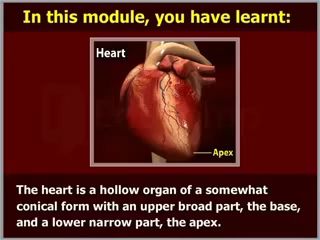 In this module, you have learnt:
Heart
Apex
The heart is a hollow organ of a somewhat
conical form with an upper broad part, the base,
and a lower narrow part, the apex.